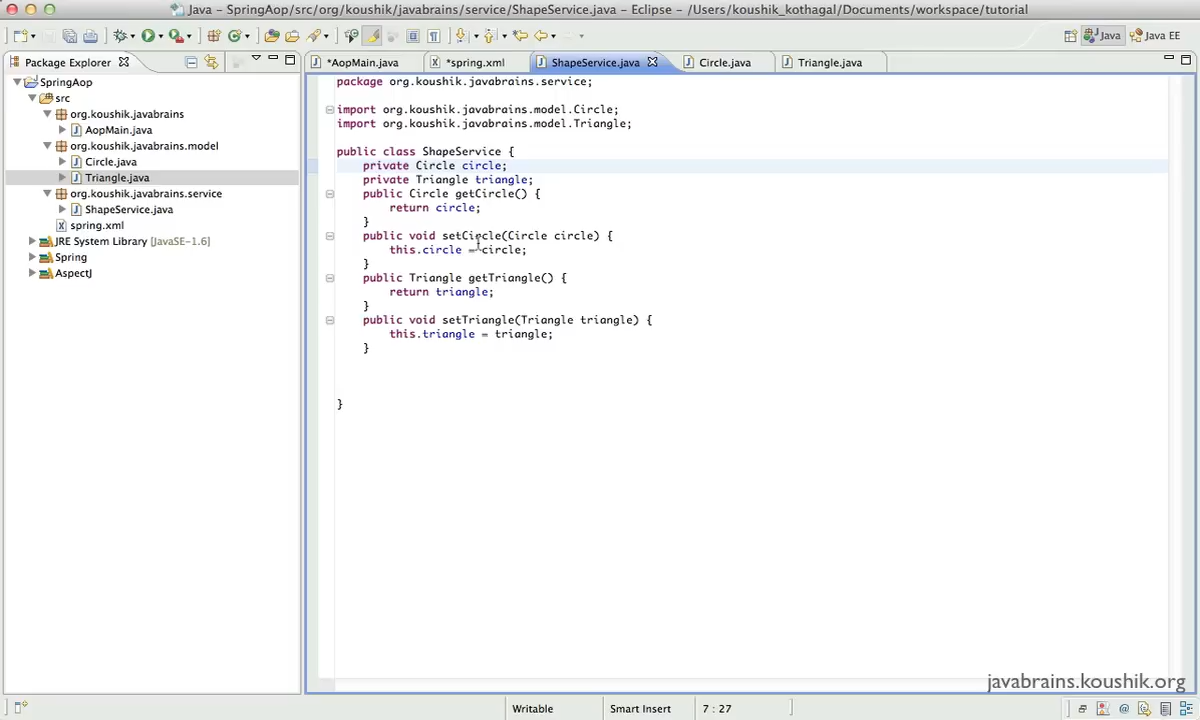 Java – SpringAop/src/org/koushik/javabrains/service/ShapeService.java – Eclipse – /Users/koushik_kothagal/Documents/workspace/tutorial
Java
Java EE
Package Explorer
*AopMain.java
*spring.xml
ShapeService.java
Circle.java
Triangle.java
SpringAop
src
org.koushik.javabrains
AopMain.java
org.koushik.javabrains.model
Circle.java
Triangle.java
org.koushik.javabrains.service
ShapeService.java
spring.xml
JRE System Library [JavaSE-1.6]
Spring
AspectJ
package org.koushik.javabrains.service;
import org.koushik.javabrains.model.Circle;
import org.koushik.javabrains.model.Triangle;
public class ShapeService {
private Circle circle;
private Triangle triangle;
public Circle getCircle() {
return circle;
}
public void setCircle(Circle circle) {
this.circle = circle;
}
public Triangle getTriangle() {
return triangle;
}
public void setTriangle(Triangle triangle) {
this.triangle = triangle;
}
}
javabrains.koushik.org
Writable
Smart Insert
7 : 27